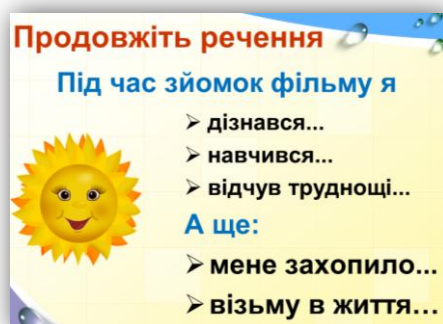 Продовжіть речення
Під час зйомок фільму я
➢ дізнався...
➢ навчився...
➢ відчув труднощі...
А ще:
➢ мене захопило...
➢ візьму в життя...